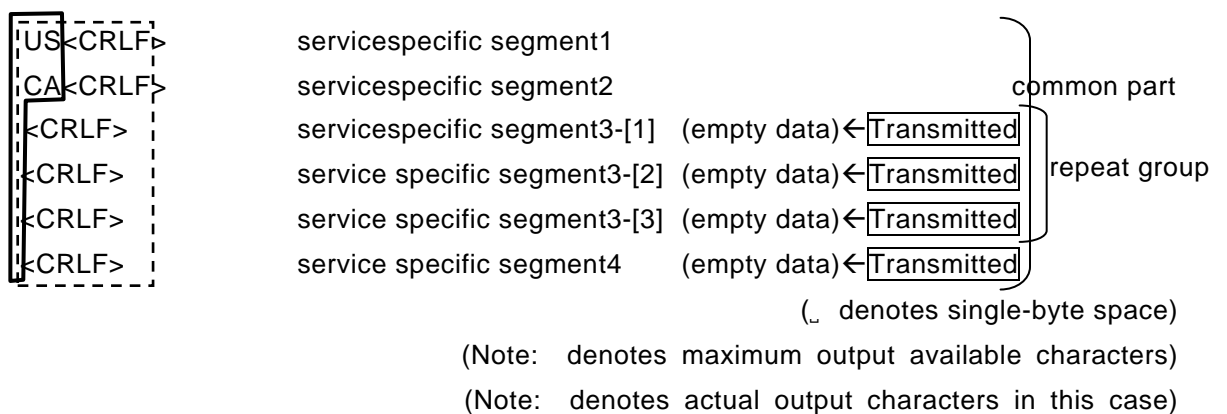 US<CRLF> servicespecific segment1
CA<CRLF> servicespecific segment2 common part
<CRLF> servicespecific segment3-[1] (empty data)←Transmitted
<CRLF> service specific segment3-[2] (empty data)←Transmitted repeat group
<CRLF> service specific segment3-[3] (empty data)←Transmitted
<CRLF> service specific segment4 (empty data)←Transmitted
(␣ denotes single-byte space)
(Note: denotes maximum output available characters)
(Note: denotes actual output characters in this case)